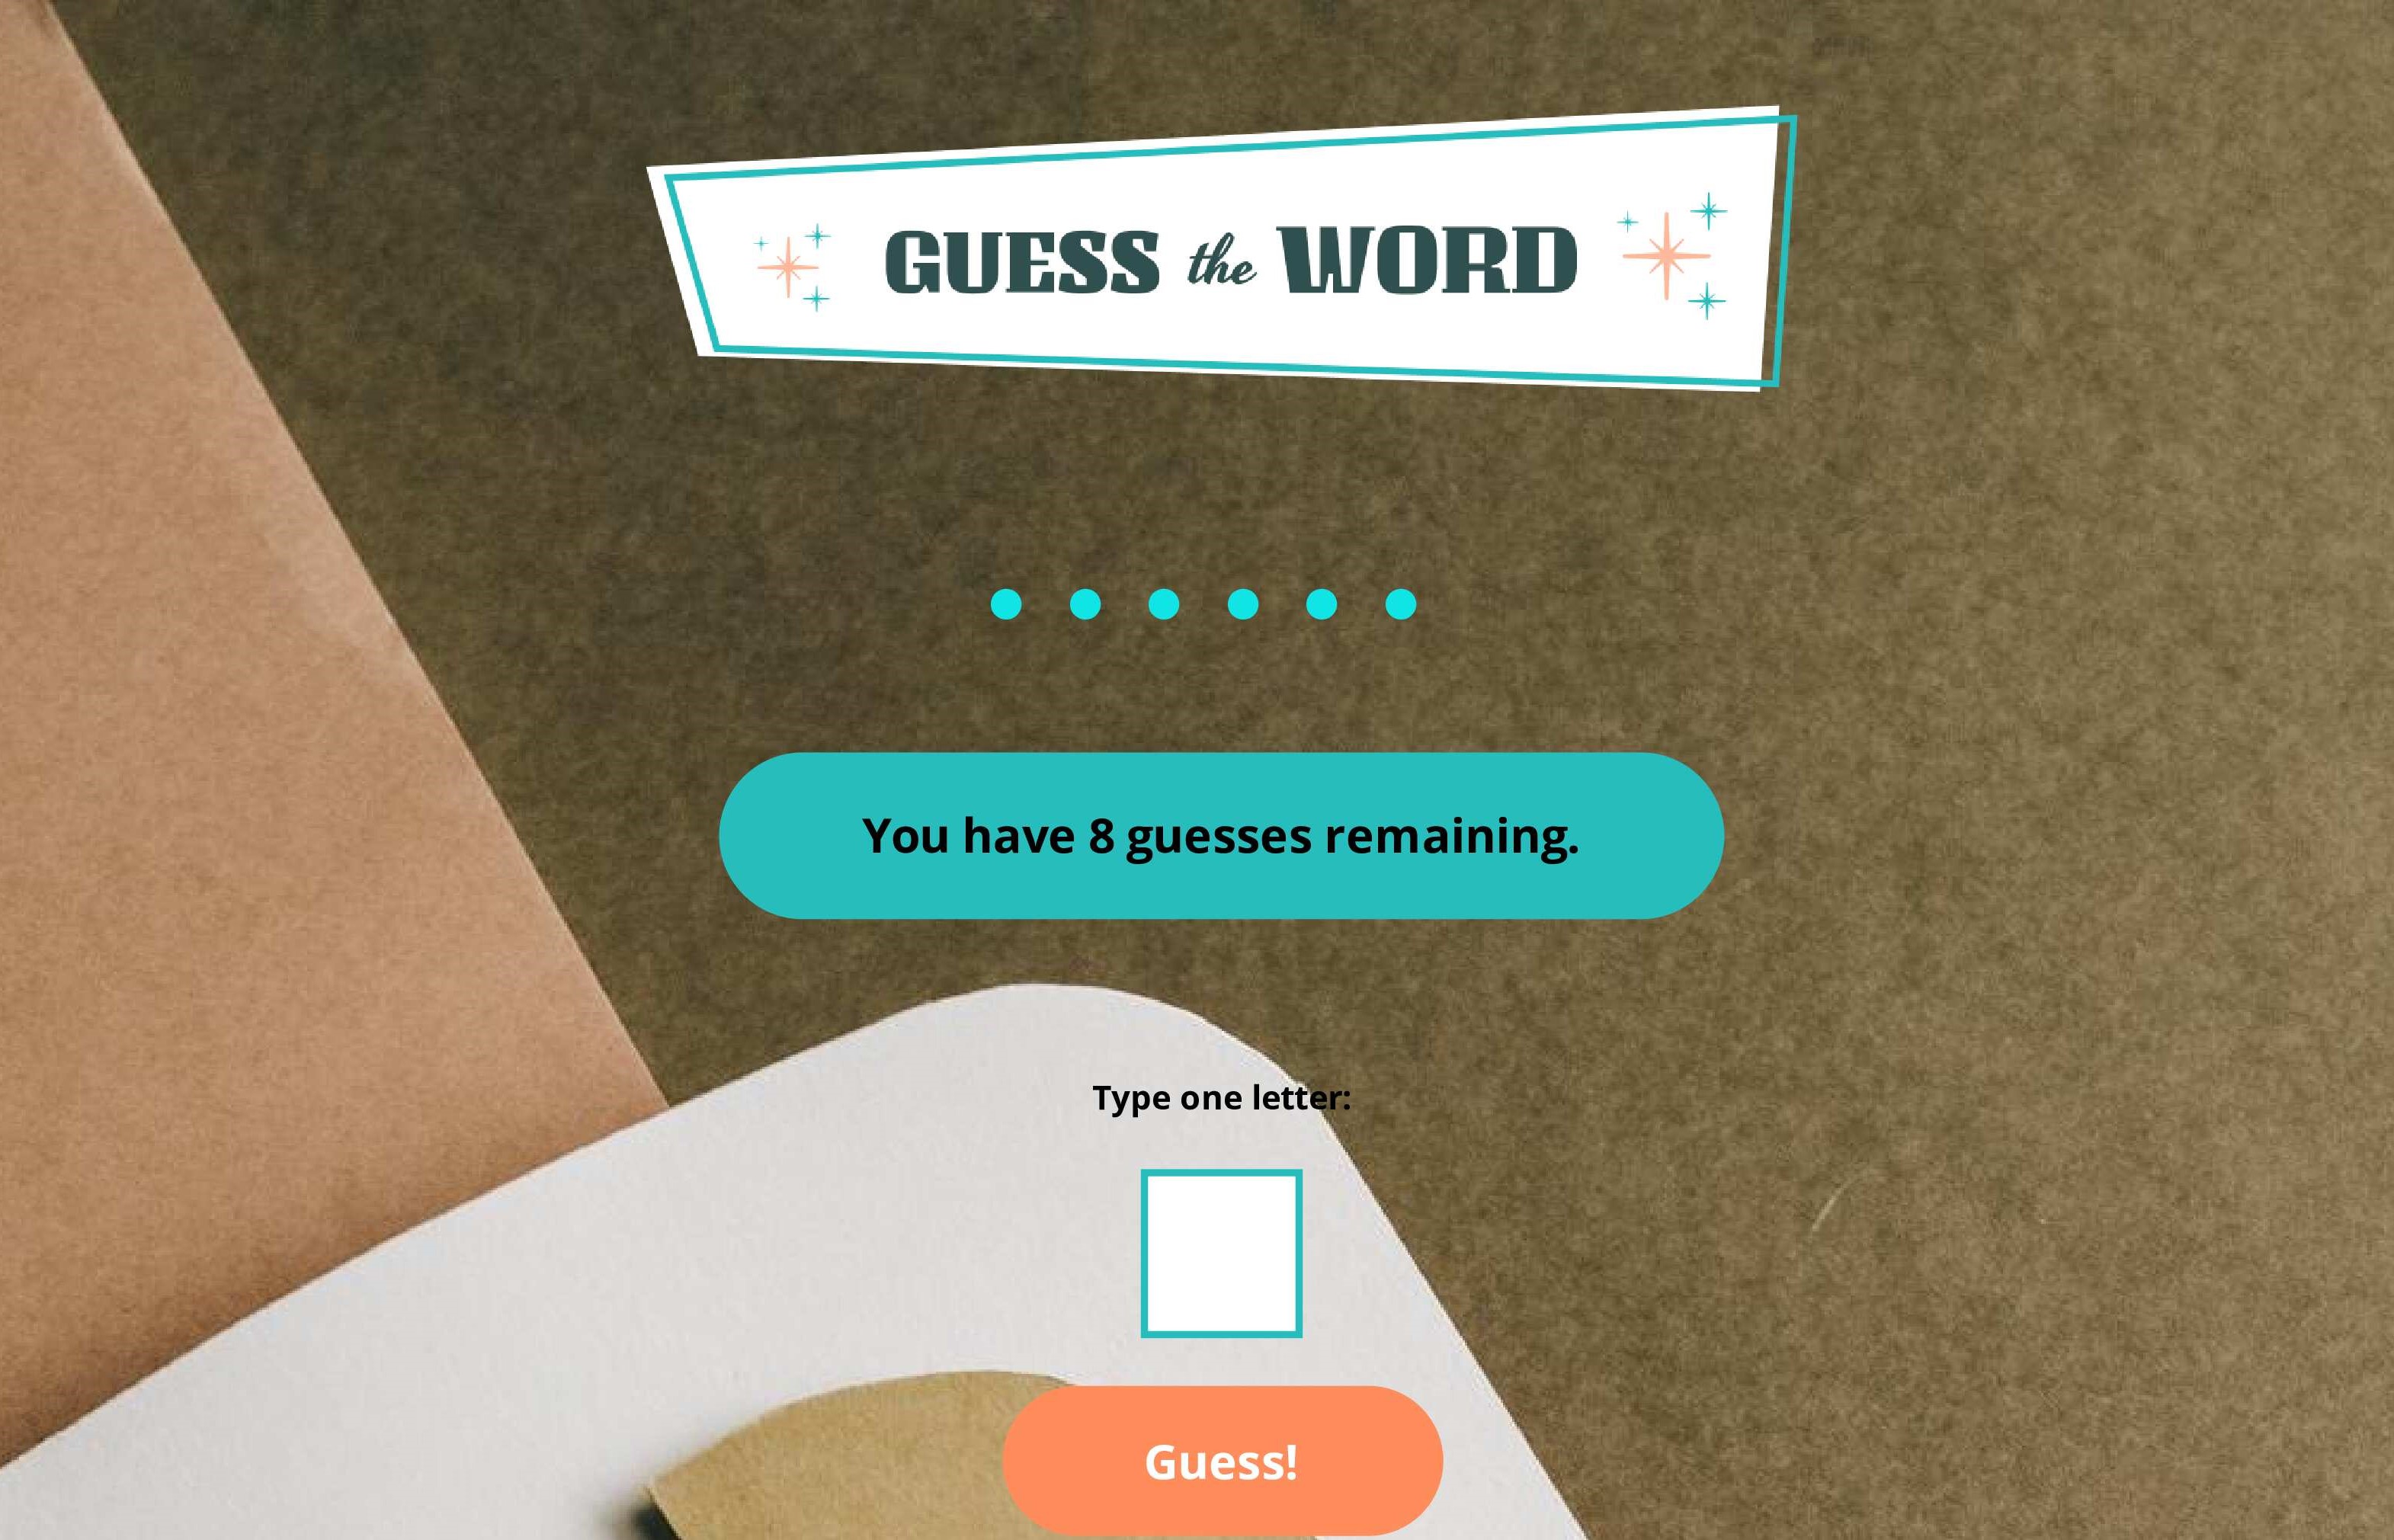 GUESS the WORD
● ● ● ● ● ●
You have 8 guesses remaining.
Type one letter:
Guess!